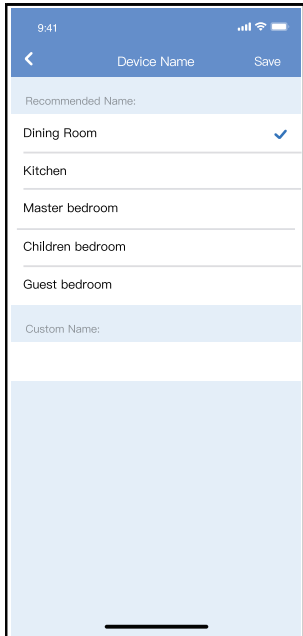 9:41
Device Name Save
Recommended Name:
Dining Room
Kitchen
Master bedroom
Children bedroom
Guest bedroom
Custom Name: